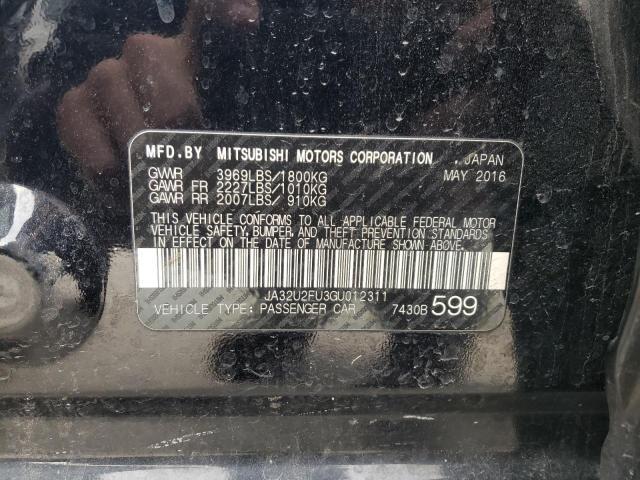 MFD.BY MITSUBISHI MOTORS CORPORATION , JAPAN
GVWR 3969LBS/1800KG MAY 2016
GAWR FR 2227LBS/1010KG
GAWR RR 2007LBS/ 910KG
THIS VEHICLE CONFORMS TO ALL APPLICABLE FEDERAL MOTOR
VEHICLE SAFETY, BUMPER, AND THEFT PREVENTION STANDARDS
IN EFFECT ON THE DATE OF MANUFACTURE SHOWN ABOVE.
JA32U2FU3GU012311
VEHICLE TYPE: PASSENGER CAR 7430B 599